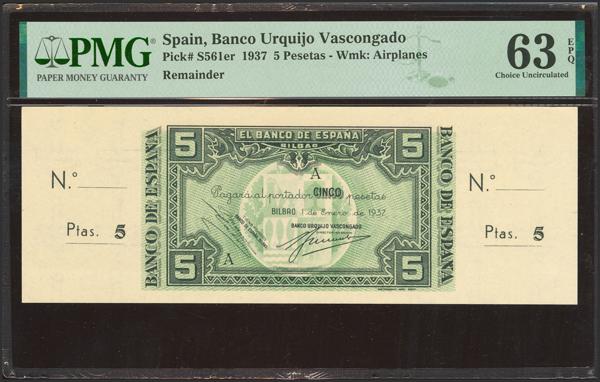 PMG
PAPER MONEY GUARANTY
Spain, Banco Urquijo Vascongado
Pick# S561er 1937 5 Pesetas - Wmk: Airplanes
Remainder
63 EPQ
Choice Uncirculated
5 5
EL BANCO DE ESPAÑA
BILBAO
BANCO DE ESPAÑA
BANCO DE ESPAÑA
A
N.º
N.º
Pagará al portador CINCO pesetas
BILBAO 1º de Enero de 1937
BANCO URQUIJO VASCONGADO
Ptas. 5
Ptas. 5
5 5
A